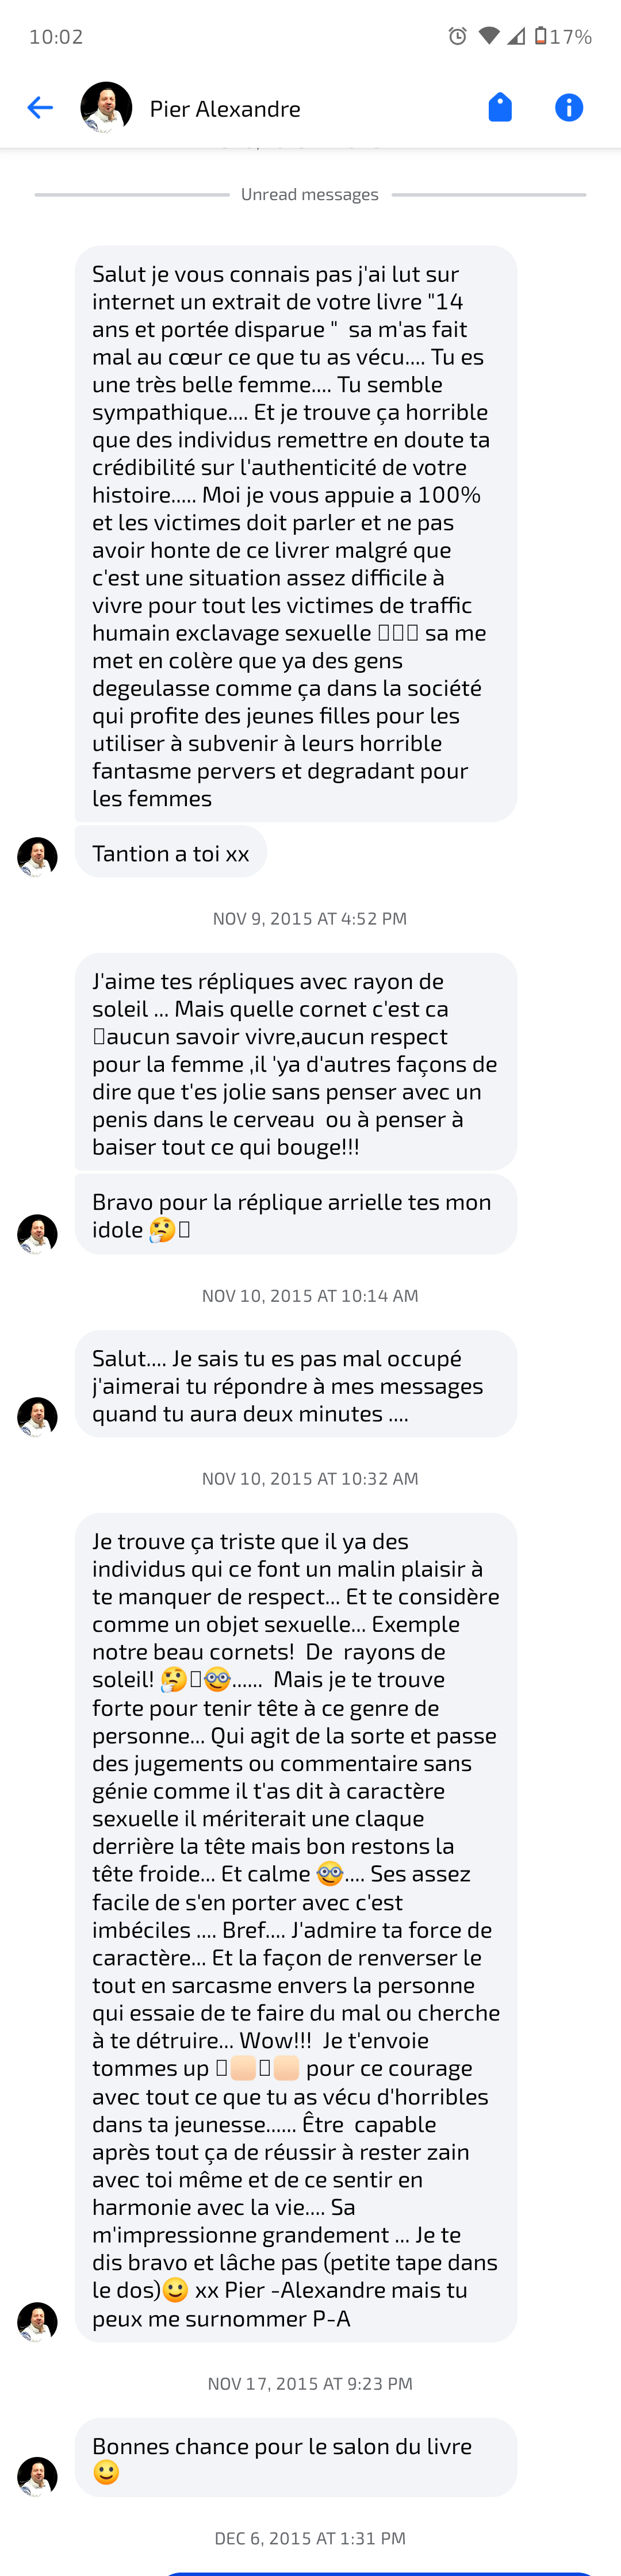 10:02
17%
Pier Alexandre
Unread messages
Salut je vous connais pas j'ai lut sur
internet un extrait de votre livre "14
ans et portée disparue "  sa m'as fait
mal au cœur ce que tu as vécu.... Tu es
une très belle femme.... Tu semble
sympathique.... Et je trouve ça horrible
que des individus remettre en doute ta
crédibilité sur l'authenticité de votre
histoire..... Moi je vous appuie a 100%
et les victimes doit parler et ne pas
avoir honte de ce livrer malgré que
c'est une situation assez difficile à
vivre pour tout les victimes de traffic
humain exclavage sexuelle sa me
met en colère que ya des gens
degeulasse comme ça dans la société
qui profite des jeunes filles pour les
utiliser à subvenir à leurs horrible
fantasme pervers et degradant pour
les femmes
Tantion a toi xx
NOV 9, 2015 AT 4:52 PM
J'aime tes répliques avec rayon de
soleil ... Mais quelle cornet c'est ca
aucun savoir vivre,aucun respect
pour la femme ,il 'ya d'autres façons de
dire que t'es jolie sans penser avec un
penis dans le cerveau  ou à penser à
baiser tout ce qui bouge!!!
Bravo pour la réplique arrielle tes mon
idole 🤔
NOV 10, 2015 AT 10:14 AM
Salut.... Je sais tu es pas mal occupé
j'aimerai tu répondre à mes messages
quand tu aura deux minutes ....
NOV 10, 2015 AT 10:32 AM
Je trouve ça triste que il ya des
individus qui ce font un malin plaisir à
te manquer de respect... Et te considère
comme un objet sexuelle... Exemple
notre beau cornets!  De  rayons de
soleil! 🤔🤓......  Mais je te trouve
forte pour tenir tête à ce genre de
personne... Qui agit de la sorte et passe
des jugements ou commentaire sans
génie comme il t'as dit à caractère
sexuelle il mériterait une claque
derrière la tête mais bon restons la
tête froide... Et calme 🤓.... Ses assez
facile de s'en porter avec c'est
imbéciles .... Bref.... J'admire ta force de
caractère... Et la façon de renverser le
tout en sarcasme envers la personne
qui essaie de te faire du mal ou cherche
à te détruire... Wow!!!  Je t'envoie
tommes up 🏻🏻 pour ce courage
avec tout ce que tu as vécu d'horribles
dans ta jeunesse...... Être  capable
après tout ça de réussir à rester zain
avec toi même et de ce sentir en
harmonie avec la vie.... Sa
m'impressionne grandement ... Je te
dis bravo et lâche pas (petite tape dans
le dos)🙂 xx Pier -Alexandre mais tu
peux me surnommer P-A
NOV 17, 2015 AT 9:23 PM
Bonnes chance pour le salon du livre
🙂
DEC 6, 2015 AT 1:31 PM